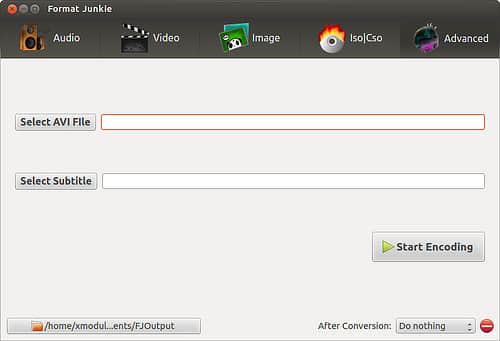 Format Junkie
Audio Video Image Iso|Cso Advanced
Select AVI FIle
Select Subtitle
Start Encoding
/home/xmodul...ents/FJOutput After Conversion: Do nothing